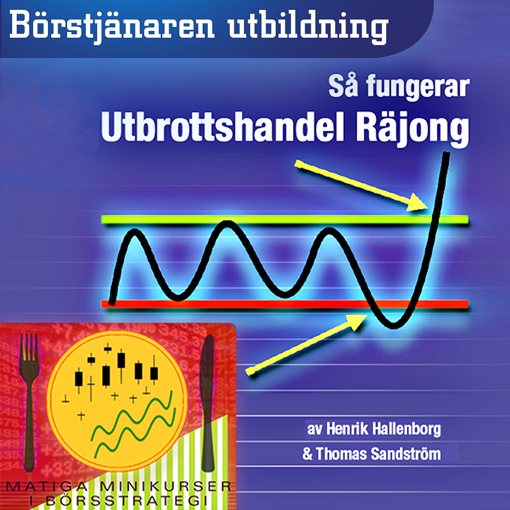 Börstjänaren utbildning
Så fungerar
Utbrottshandel Räjong
av Henrik Hallenborg
& Thomas Sandström
MATIGA MINIKURSER
I BÖRSSTRATEGI